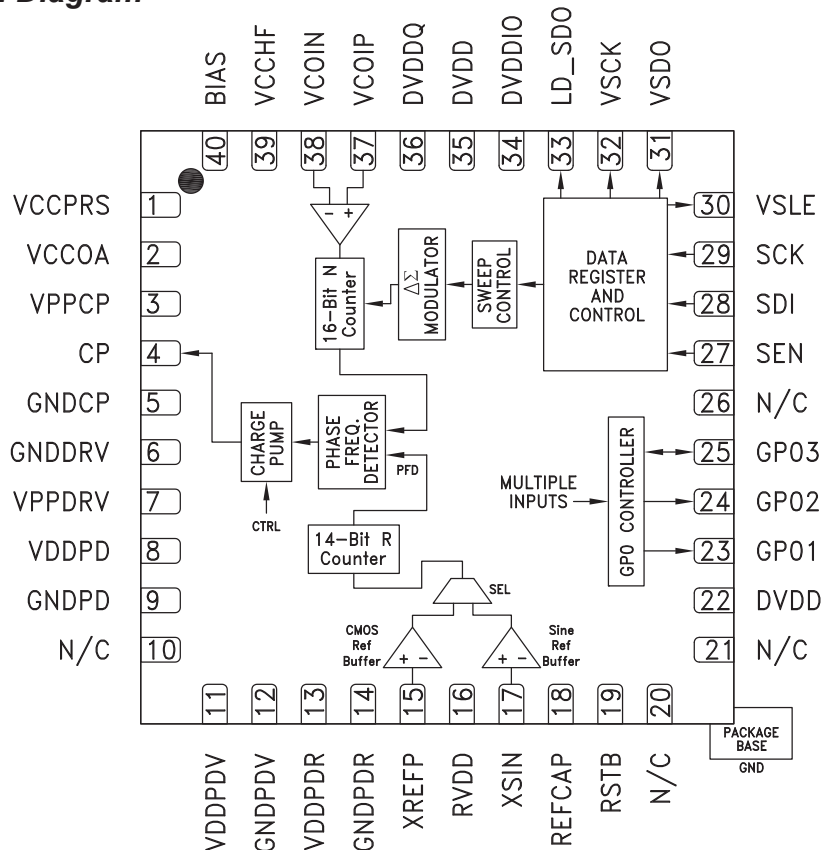 Diagram
BIAS
VCCHF
VCOIN
VCOIP
DVDDQ
DVDD
DVDDIO
LD_SDO
VSCK
VSDO
40
39
38
37
36
35
34
33
32
31
VCCPRS
1
VCCOA
2
VPPCP
3
CP
4
GNDCP
5
GNDDRV
6
VPPDRV
7
VDDPD
8
GNDPD
9
N/C
10
- +
16-Bit N
Counter
ΔΣ
MODULATOR
SWEEP
CONTROL
DATA
REGISTER
AND
CONTROL
CHARGE
PUMP
CTRL
PHASE
FREQ.
DETECTOR
PFD
14-Bit R
Counter
SEL
CMOS
Ref
Buffer
+ -
Sine
Ref
Buffer
+ -
MULTIPLE
INPUTS
GPO CONTROLLER
30
VSLE
29
SCK
28
SDI
27
SEN
26
N/C
25
GPO3
24
GPO2
23
GPO1
22
DVDD
21
N/C
11
12
13
14
15
16
17
18
19
20
VDDPDV
GNDPDV
VDDPDR
GNDPDR
XREFP
RVDD
XSIN
REFCAP
RSTB
N/C
PACKAGE
BASE
GND